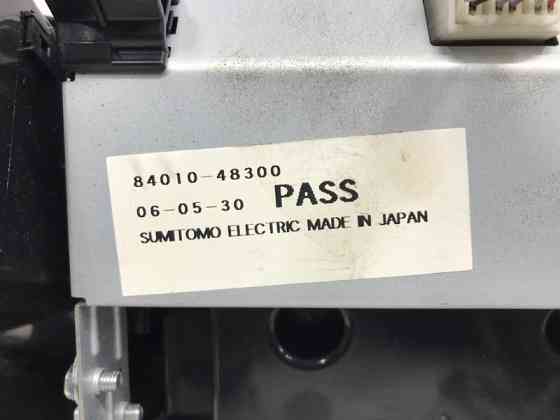 84010-48300
06-05-30 PASS
SUMITOMO ELECTRIC MADE IN JAPAN